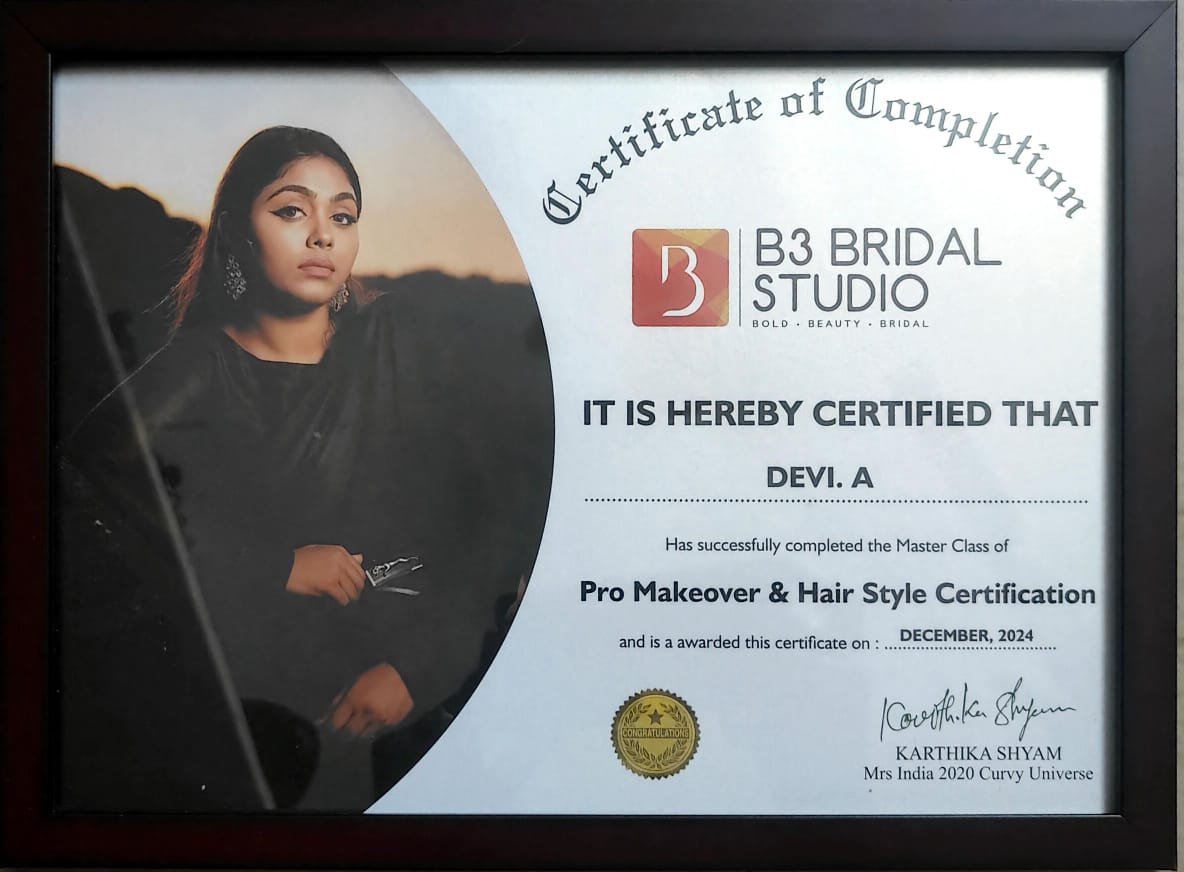 Certificate of Completion
B
B3 BRIDAL
STUDIO
BOLD · BEAUTY · BRIDAL
IT IS HEREBY CERTIFIED THAT
DEVI. A
Has successfully completed the Master Class of
Pro Makeover & Hair Style Certification
and is a awarded this certificate on : DECEMBER, 2024
CONGRATULATIONS
Karthika Shyam
KARTHIKA SHYAM
Mrs India 2020 Curvy Universe